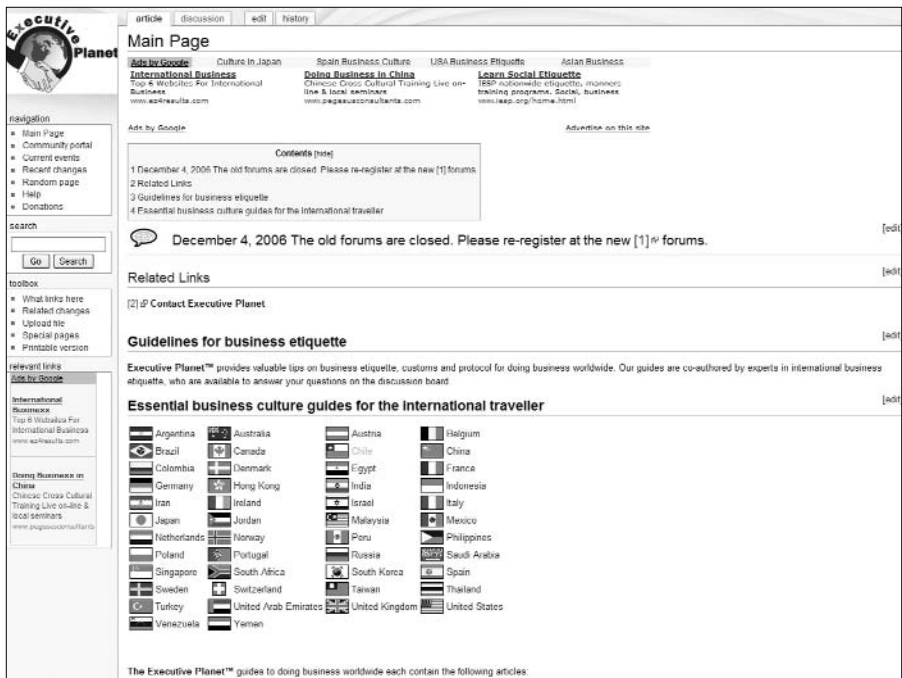 Executive
Planet
article discussion edit history
Main Page
Ads by Google Culture in Japan Spain Business Culture USA Business Etiquette Asian Business
International Business
Top 6 Websites For International
Business
www.ez4results.com
Doing Business in China
Chinese Cross Cultural Training Live on-
line & local seminars
www.pegasusconsultants.com
Learn Social Etiquette
IESP nationwide etiquette, manners
training programs. Social, business
www.iesp.org/home.html
Ads by Google Advertise on this site
navigation
Main Page
Community portal
Current events
Recent changes
Random page
Help
Donations
search
Go Search
toolbox
What links here
Related changes
Upload file
Special pages
Printable version
relevant links
Ads by Google
International
Business
Top 6 Websites For
International Business
www.ez4results.com
Doing Business in
China
Chinese Cross Cultural
Training Live on-line &
local seminars
www.pegasusconsultants
Contents [hide]
1 December 4, 2006 The old forums are closed. Please re-register at the new [1] forums
2 Related Links
3 Guidelines for business etiquette
4 Essential business culture guides for the international traveller
[edit
December 4, 2006 The old forums are closed. Please re-register at the new [1] forums.
[edit
Related Links
[2] Contact Executive Planet
[edit
Guidelines for business etiquette
Executive Planet™ provides valuable tips on business etiquette, customs and protocol for doing business worldwide. Our guides are co-authored by experts in international business
etiquette, who are available to answer your questions on the discussion board
[edit
Essential business culture guides for the international traveller
Argentina Australia Austria Belgium
Brazil Canada Chile China
Colombia Denmark Egypt France
Germany Hong Kong India Indonesia
Iran Ireland Israel Italy
Japan Jordan Malaysia Mexico
Netherlands Norway Peru Philippines
Poland Portugal Russia Saudi Arabia
Singapore South Africa South Korea Spain
Sweden Switzerland Taiwan Thailand
Turkey United Arab Emirates United Kingdom United States
Venezuela Yemen
The Executive Planet™ guides to doing business worldwide each contain the following articles: